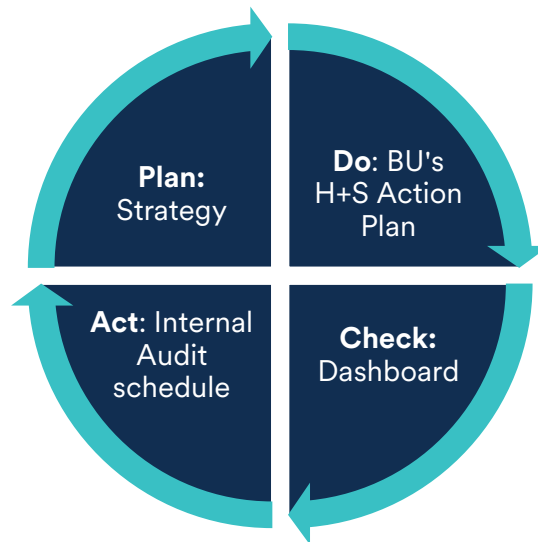 Plan:
Strategy
Do: BU's
H+S Action
Plan
Act: Internal
Audit
schedule
Check:
Dashboard